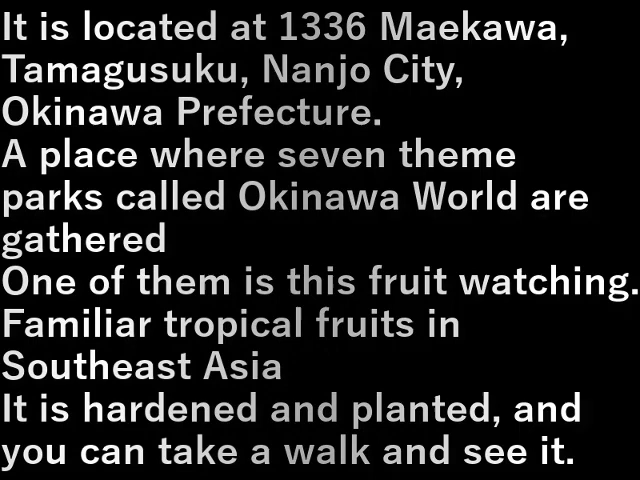 It is located at 1336 Maekawa,
Tamagusuku, Nanjo City,
Okinawa Prefecture.
A place where seven theme
parks called Okinawa World are
gathered
One of them is this fruit watching.
Familiar tropical fruits in
Southeast Asia
It is hardened and planted, and
you can take a walk and see it.